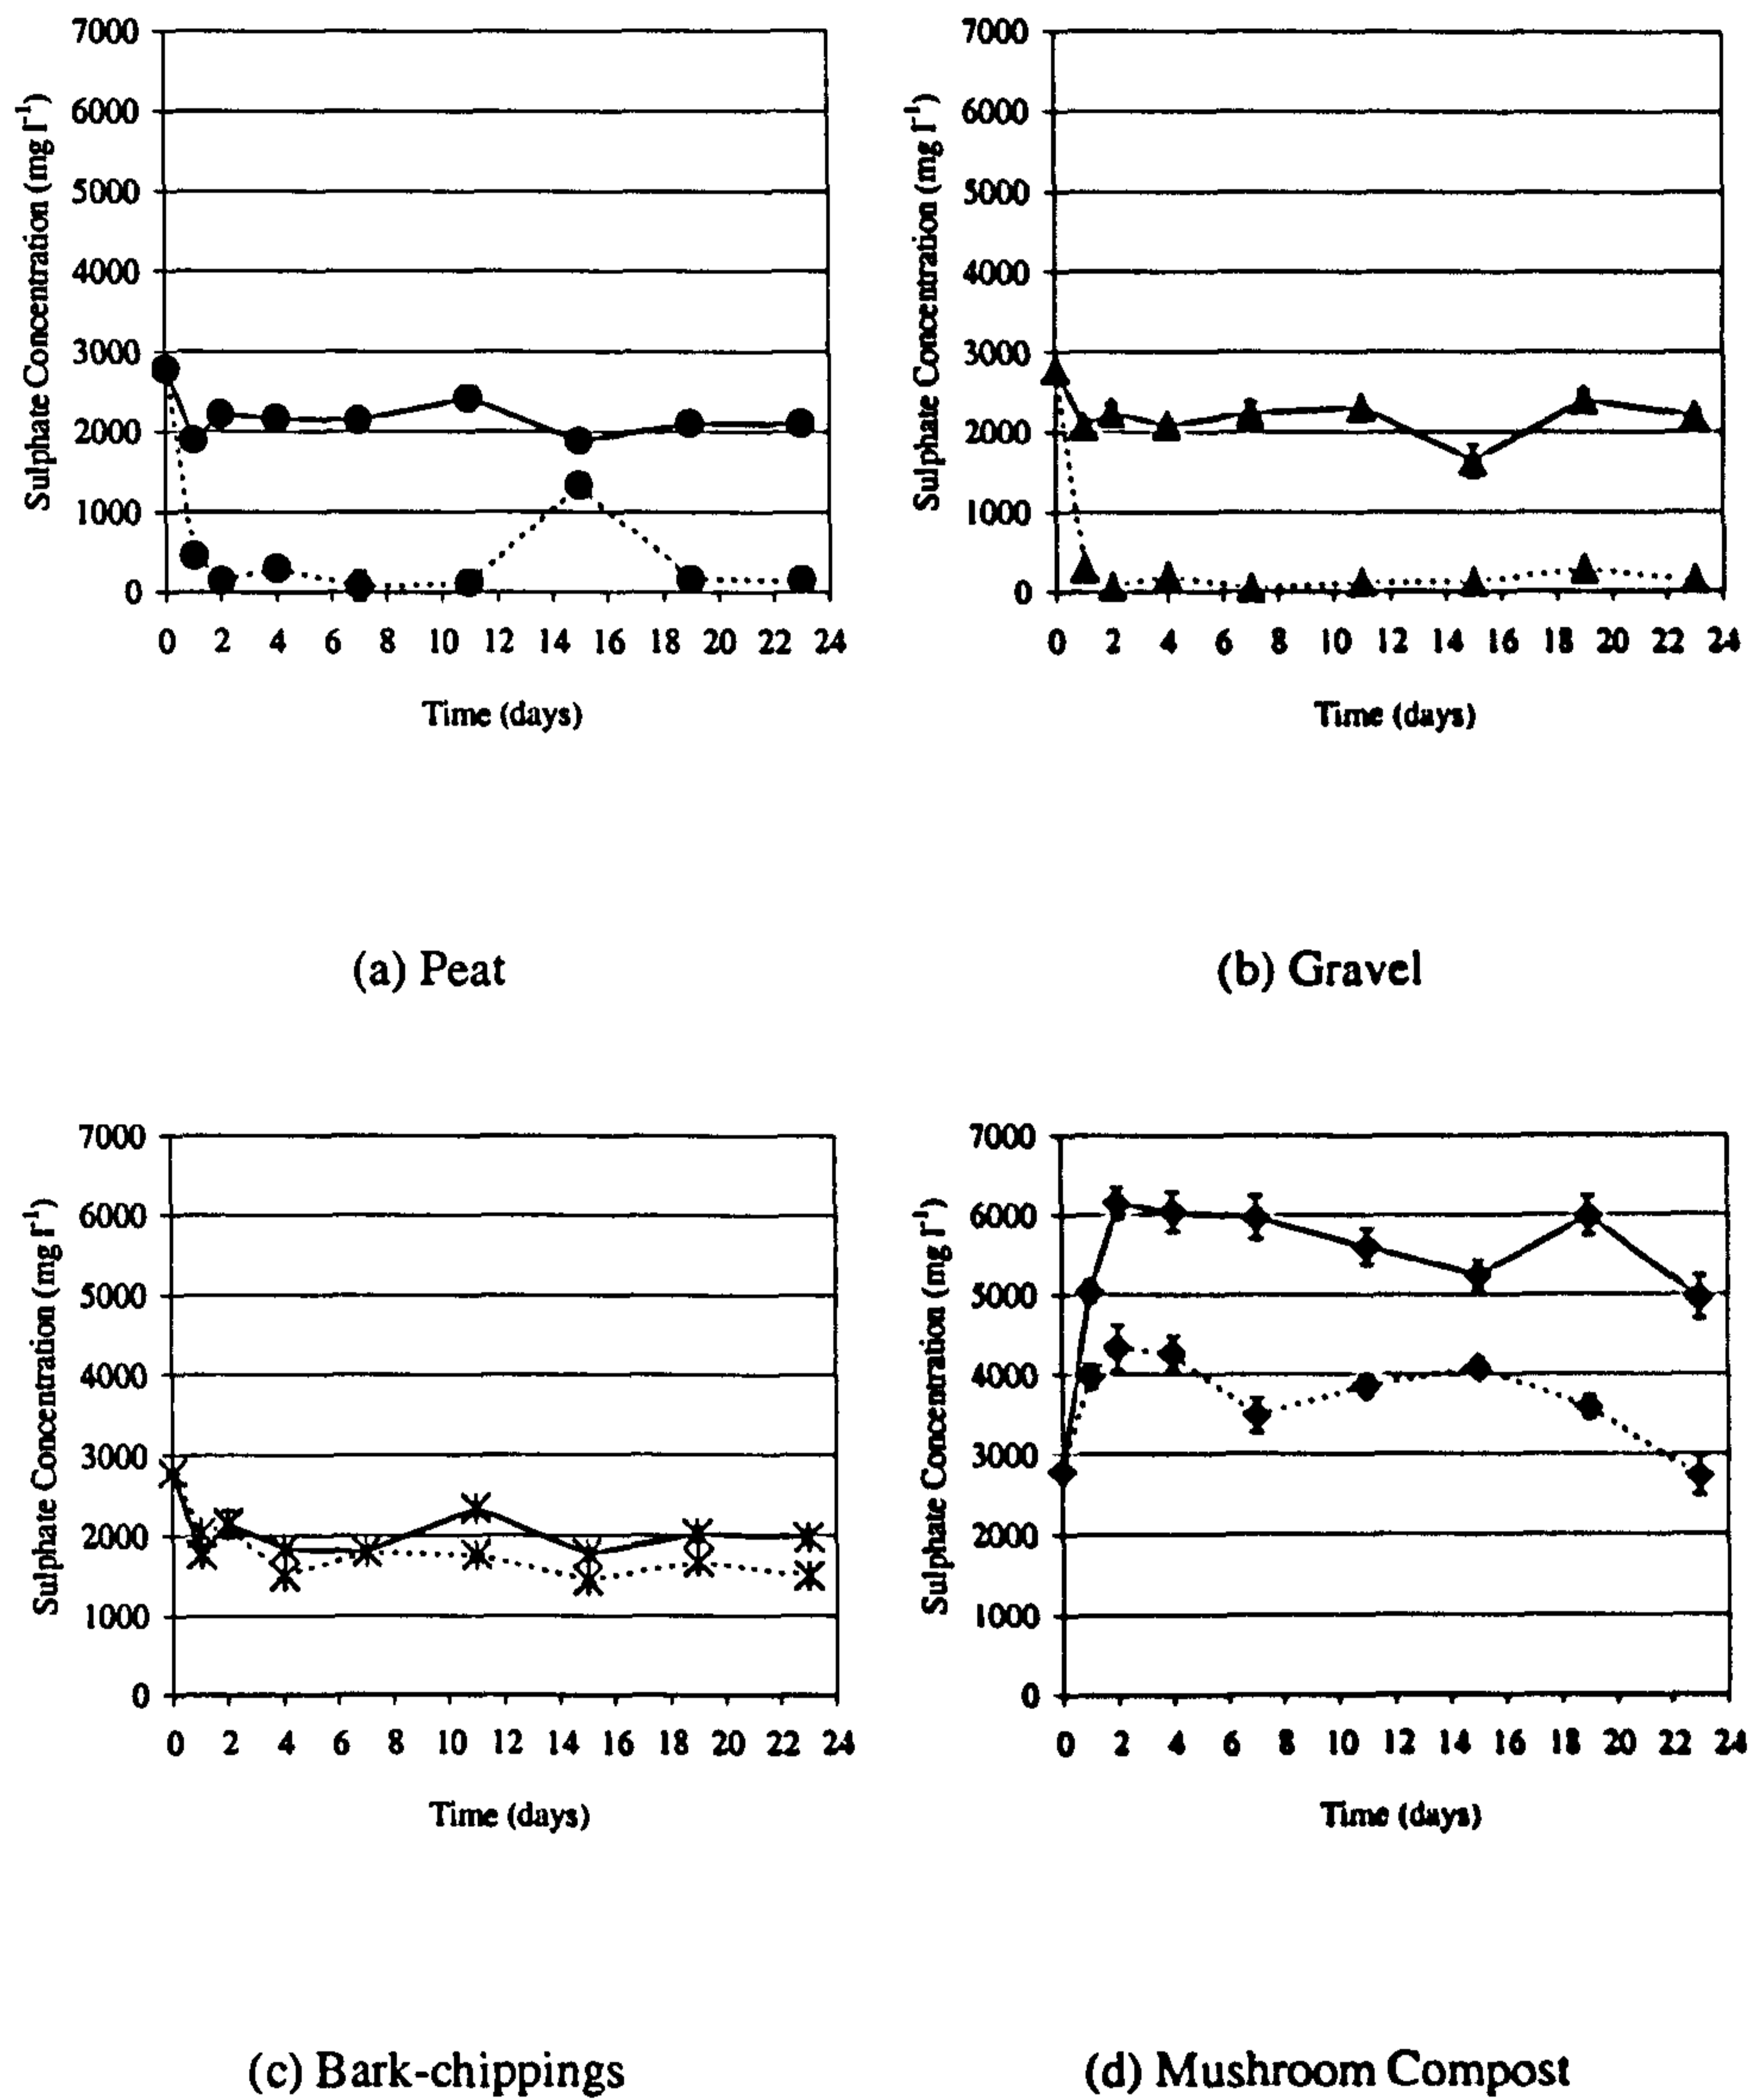 7000
6000
5000
4000
3000
2000
1000
0
Sulphate Concentration (mg l⁻¹)
0 2 4 6 8 10 12 14 16 18 20 22 24
Time (days)
(a) Peat
7000
6000
5000
4000
3000
2000
1000
0
Sulphate Concentration (mg l⁻¹)
0 2 4 6 8 10 12 14 16 18 20 22 24
Time (days)
(b) Gravel
7000
6000
5000
4000
3000
2000
1000
0
Sulphate Concentration (mg l⁻¹)
0 2 4 6 8 10 12 14 16 18 20 22 24
Time (days)
(c) Bark-chippings
7000
6000
5000
4000
3000
2000
1000
0
Sulphate Concentration (mg l⁻¹)
0 2 4 6 8 10 12 14 16 18 20 22 24
Time (days)
(d) Mushroom Compost